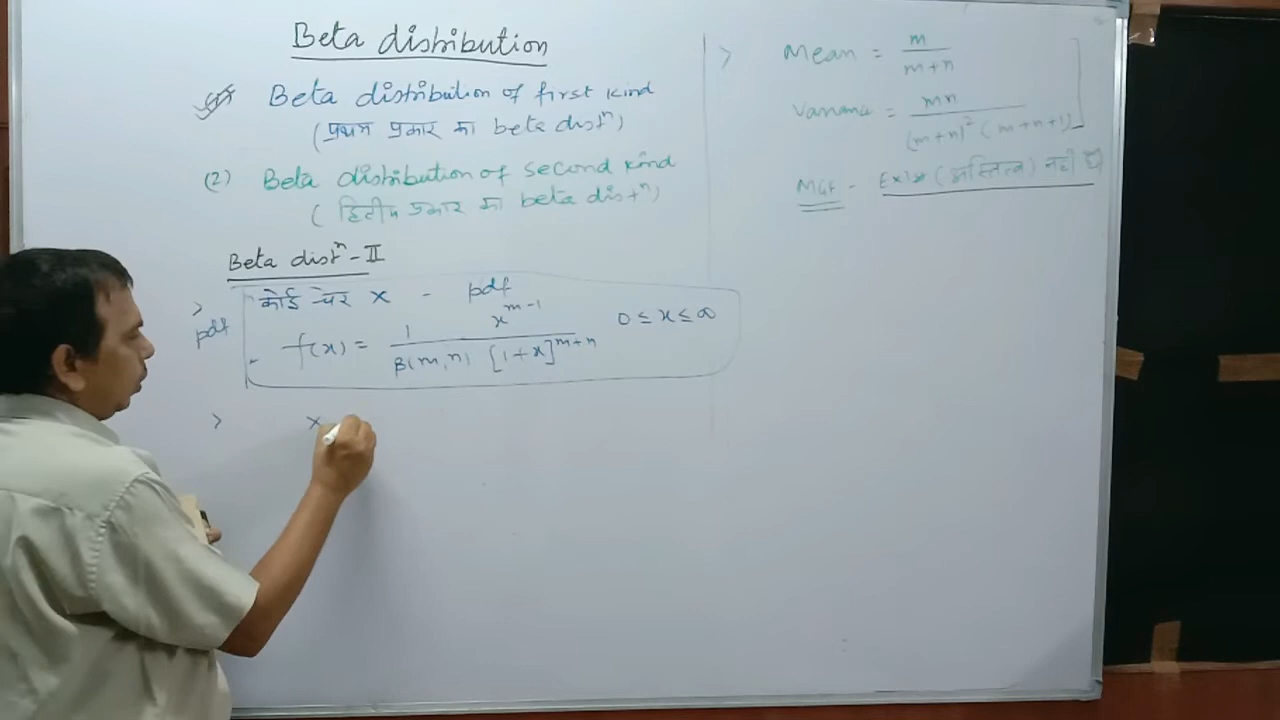 Beta distribution
Beta distribution of first kind
(प्रथम प्रकार का beta distⁿ)
(2) Beta distribution of second kind
(द्वितीय प्रकार का beta distⁿ)
Beta distⁿ - II
> कोई चर x - pdf
pdf
f(x) = 1/β(m,n) x^{m-1}/[1+x]^{m+n} 0 ≤ x ≤ ∞
> x
> Mean = m/(m+n)
Variance = mn/((m+n)²(m+n+1))
MGF - Exist (अस्तित्व) नहीं